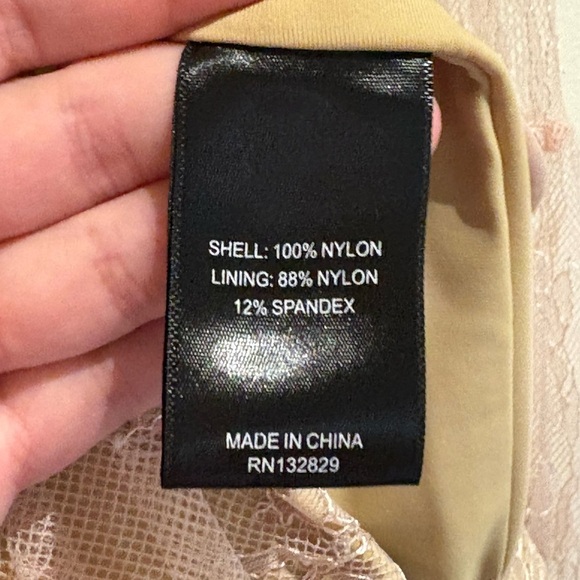 SHELL: 100% NYLON
LINING: 88% NYLON
12% SPANDEX
MADE IN CHINA
RN132829